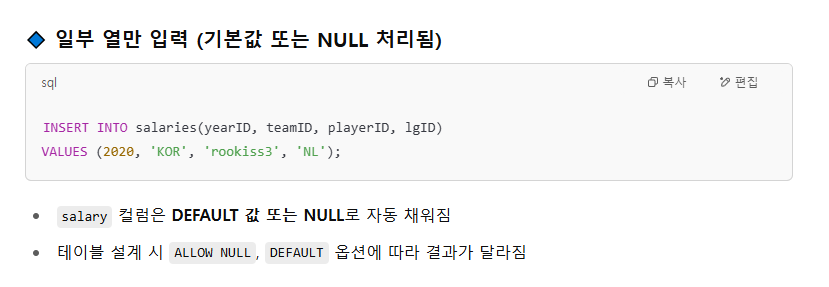 일부 열만 입력 (기본값 또는 NULL 처리됨)
sql
복사
편집
INSERT INTO salaries(yearID, teamID, playerID, lgID)
VALUES (2020, 'KOR', 'rookiss3', 'NL');
salary 컬럼은 DEFAULT 값 또는 NULL로 자동 채워짐
테이블 설계 시 ALLOW NULL, DEFAULT 옵션에 따라 결과가 달라짐